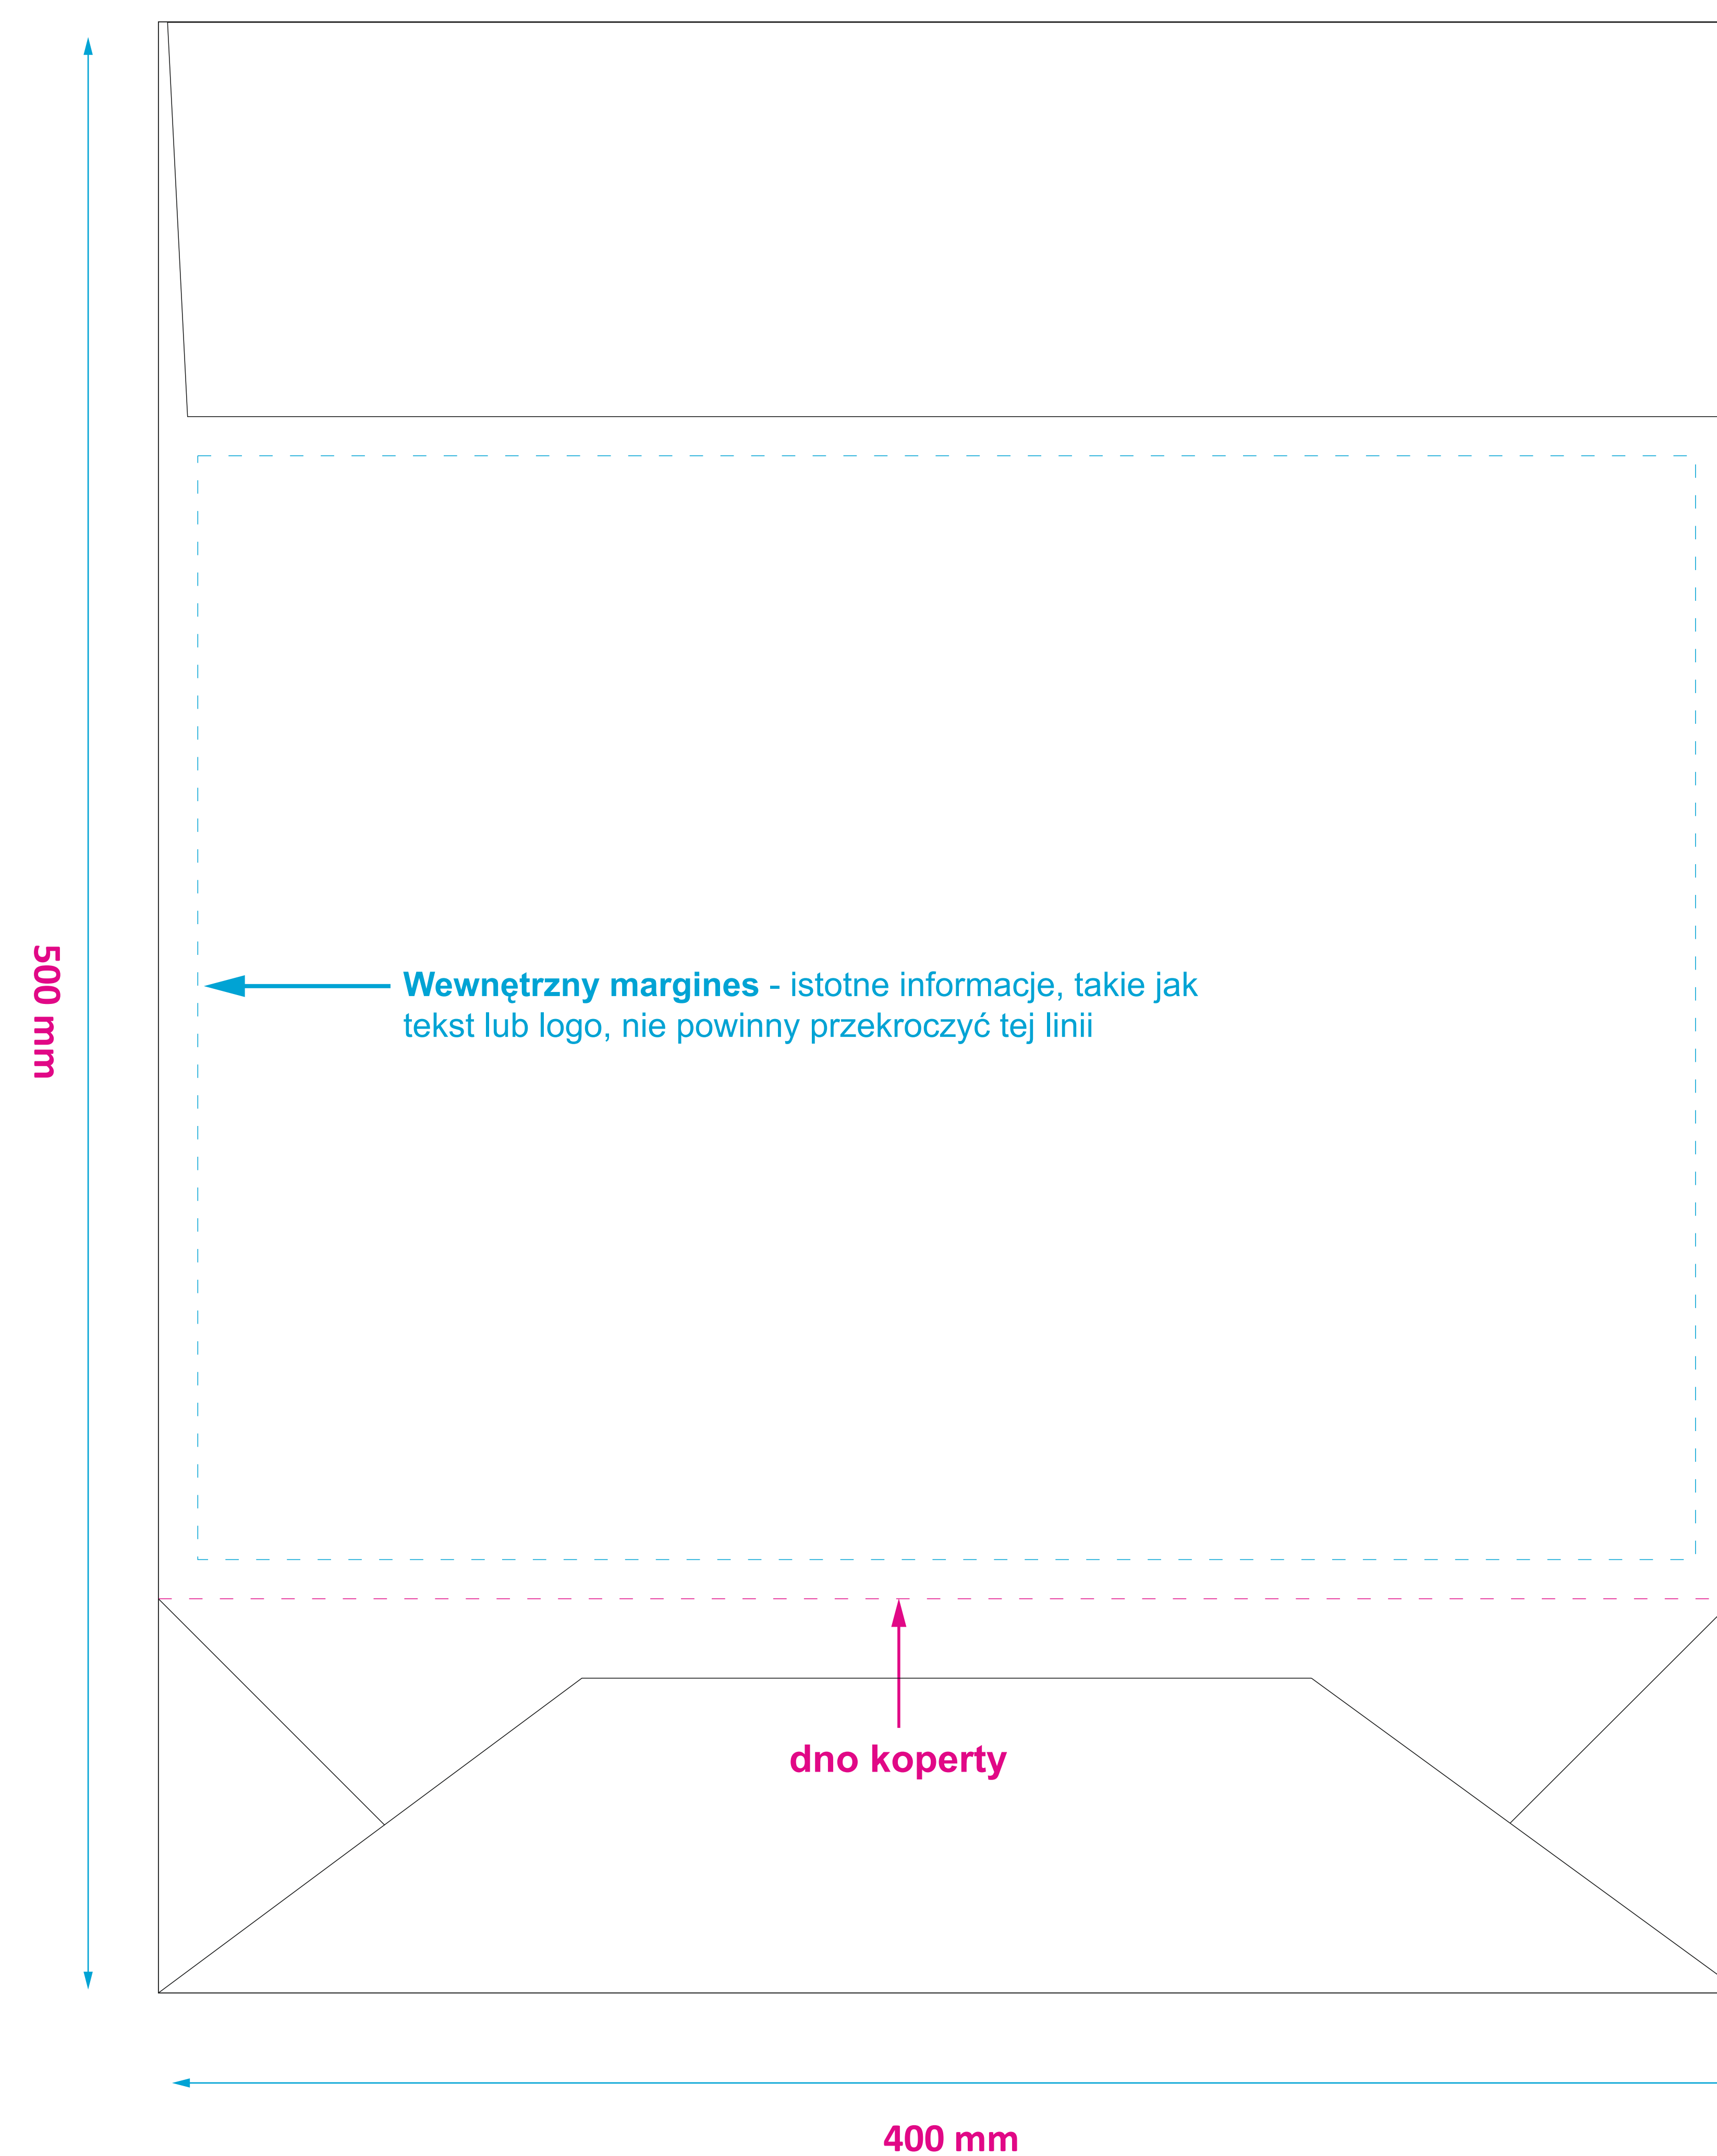 500 mm
Wewnętrzny margines - istotne informacje, takie jak
tekst lub logo, nie powinny przekroczyć tej linii
dno koperty
400 mm